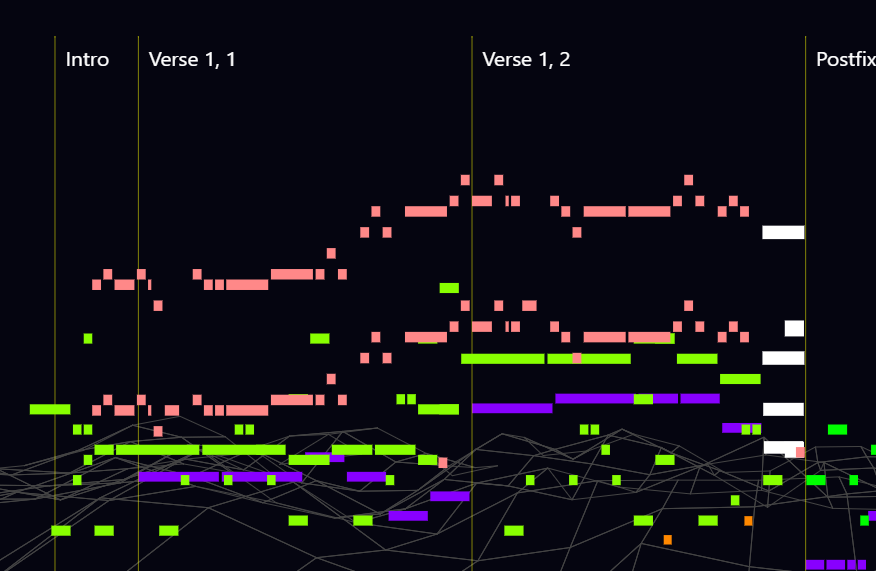 Intro
Verse 1, 1
Verse 1, 2
Postfix